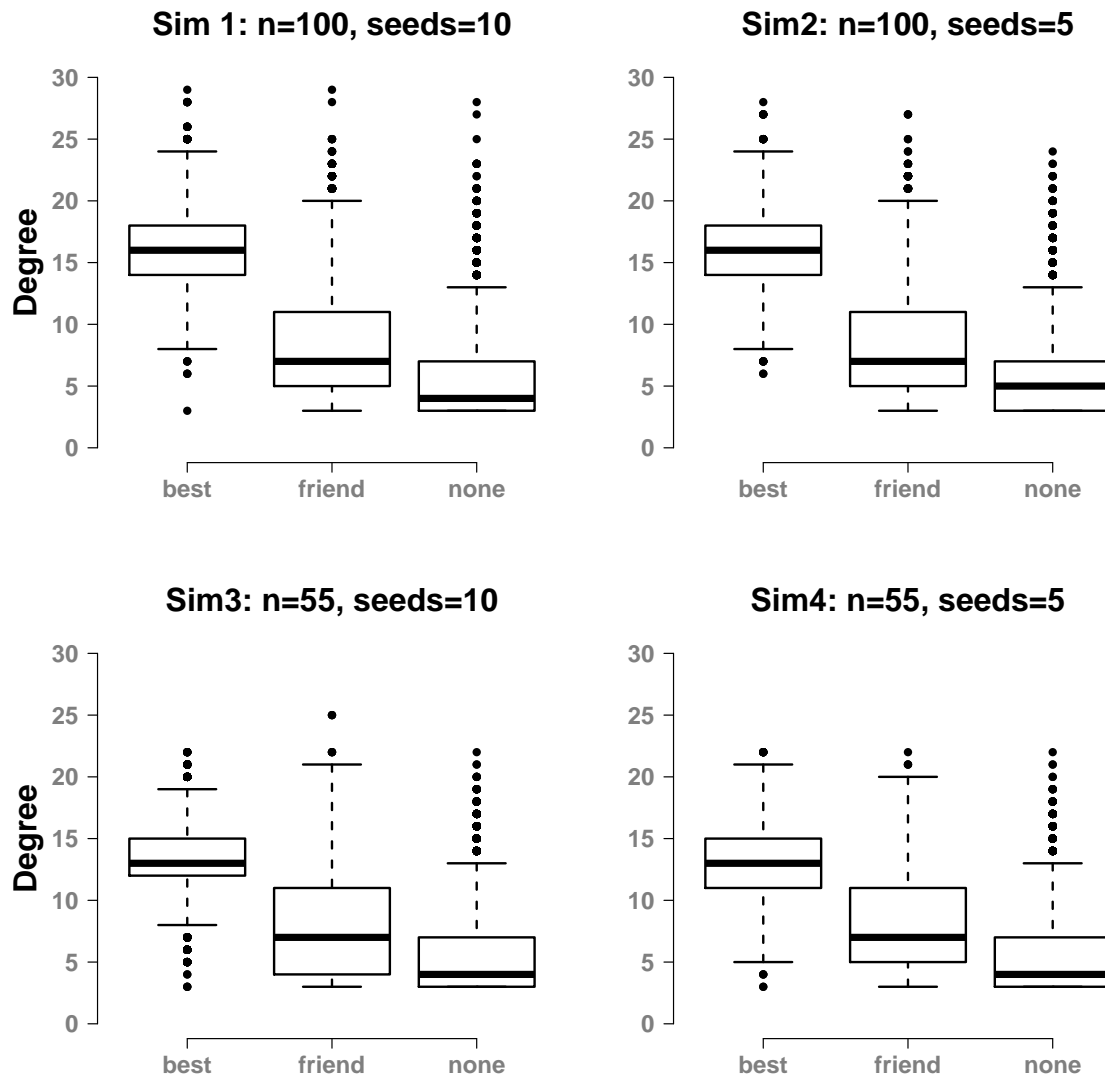 Sim 1: n=100, seeds=10
Degree
30
25
20
15
10
5
0
best friend none
Sim2: n=100, seeds=5
30
25
20
15
10
5
0
best friend none
Sim3: n=55, seeds=10
Degree
30
25
20
15
10
5
0
best friend none
Sim4: n=55, seeds=5
30
25
20
15
10
5
0
best friend none